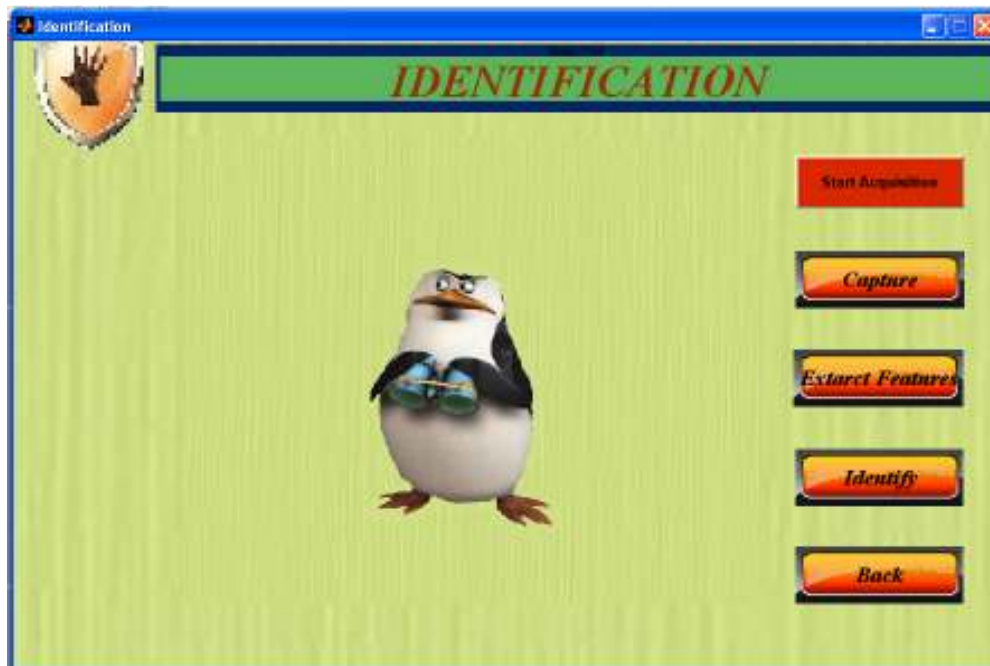 Identification
IDENTIFICATION
Start Acquisition
Capture
Extarct Features
Identify
Back